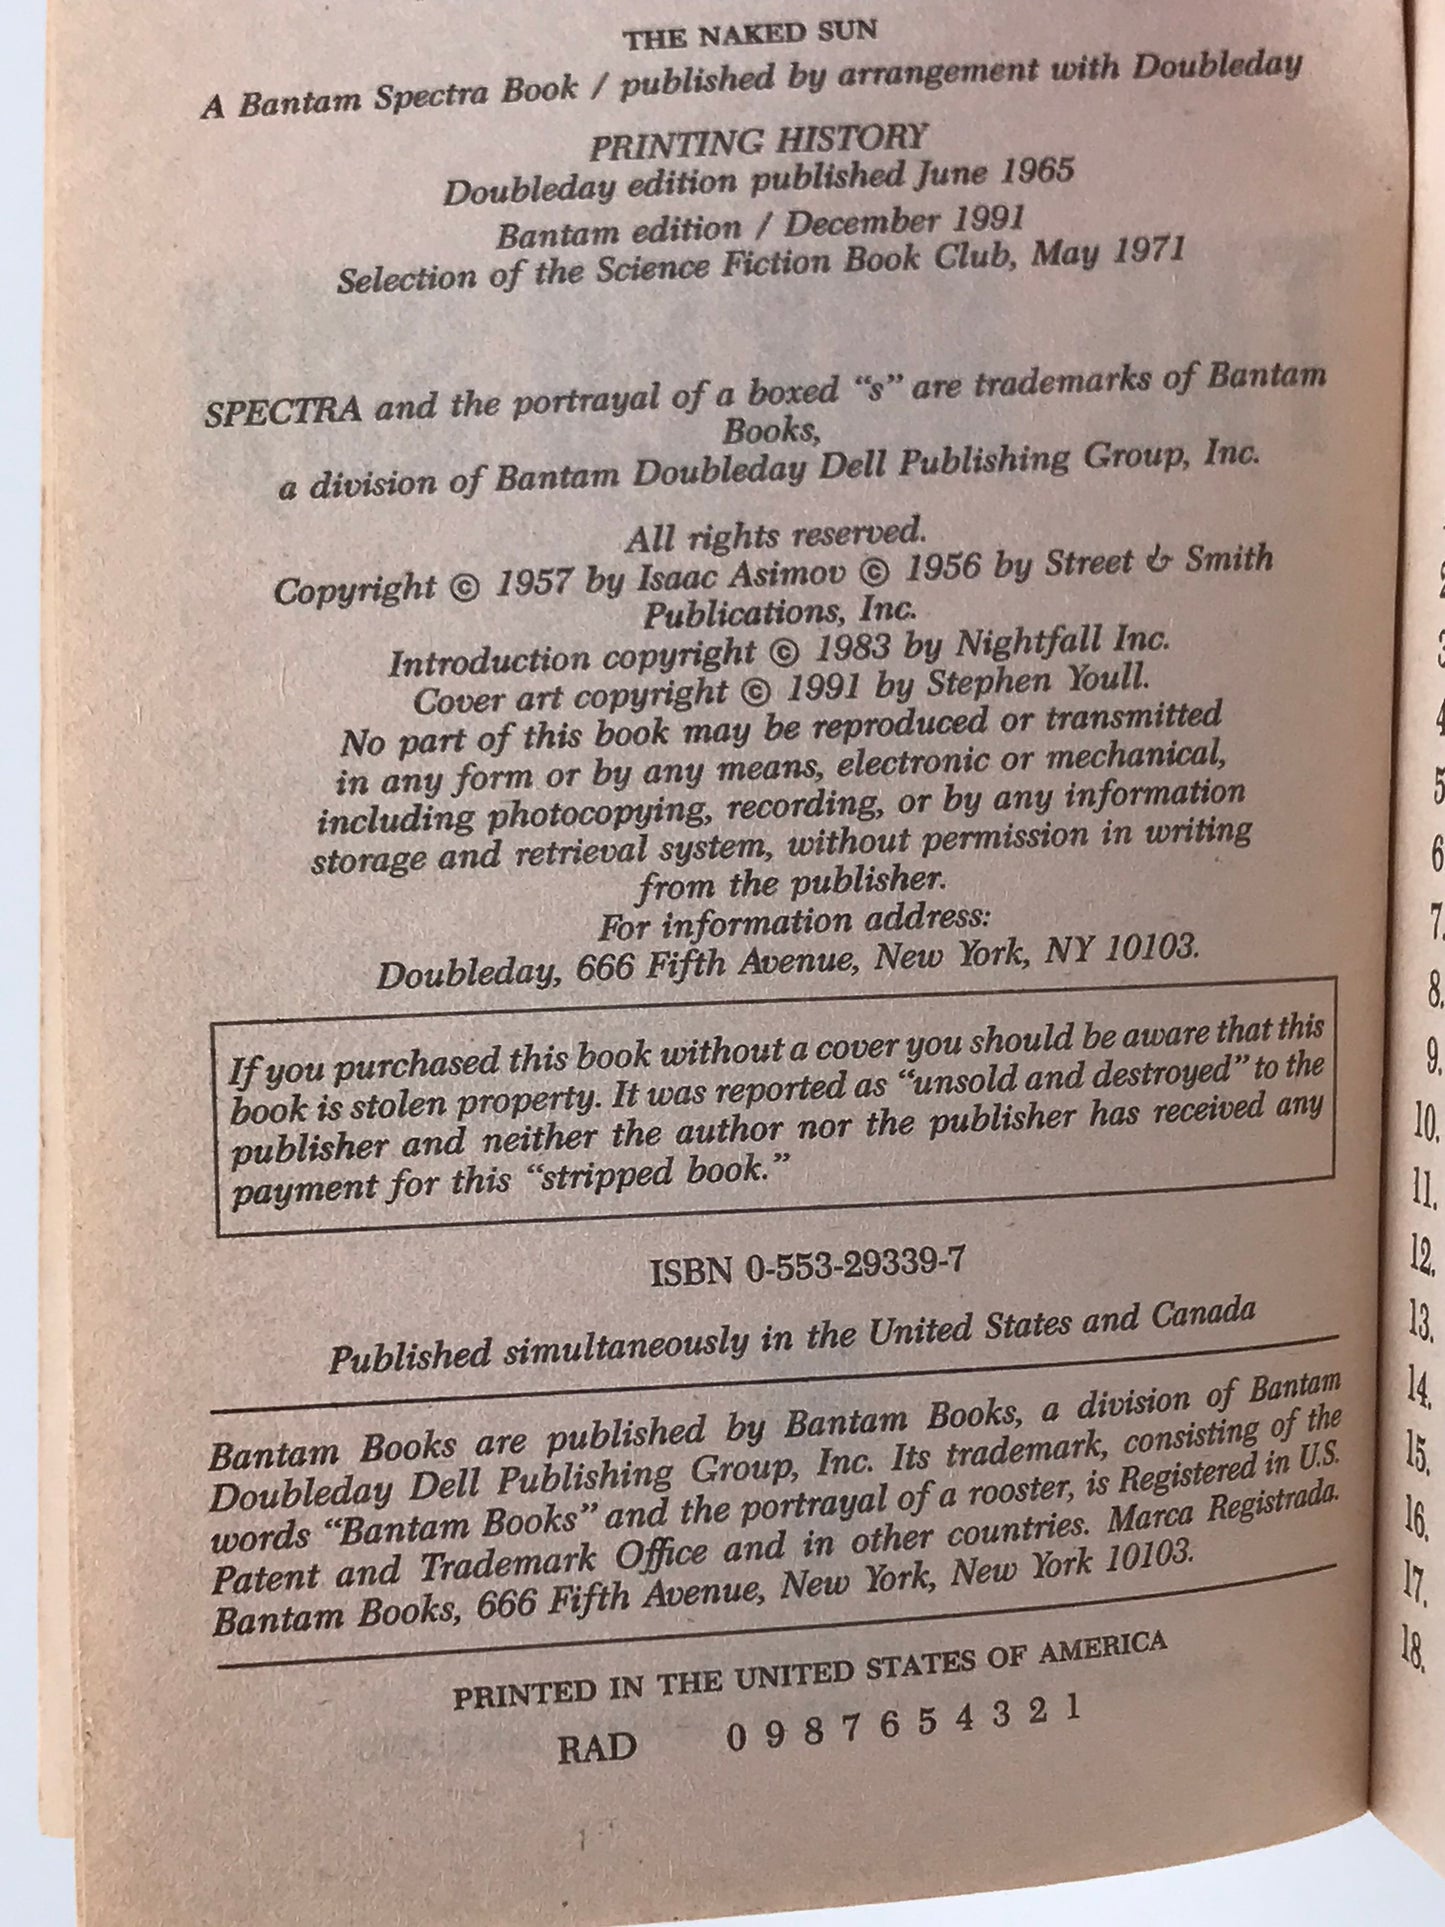 THE NAKED SUN
A Bantam Spectra Book / published by arrangement with Doubleday
PRINTING HISTORY
Doubleday edition published June 1965
Bantam edition / December 1991
Selection of the Science Fiction Book Club, May 1971
SPECTRA and the portrayal of a boxed “s” are trademarks of Bantam
Books,
a division of Bantam Doubleday Dell Publishing Group, Inc.
All rights reserved.
Copyright © 1957 by Isaac Asimov © 1956 by Street & Smith
Publications, Inc.
Introduction copyright © 1983 by Nightfall Inc.
Cover art copyright © 1991 by Stephen Youll.
No part of this book may be reproduced or transmitted
in any form or by any means, electronic or mechanical,
including photocopying, recording, or by any information
storage and retrieval system, without permission in writing
from the publisher.
For information address:
Doubleday, 666 Fifth Avenue, New York, NY 10103.
If you purchased this book without a cover you should be aware that this
book is stolen property. It was reported as “unsold and destroyed” to the
publisher and neither the author nor the publisher has received any
payment for this “stripped book.”
ISBN 0-553-29339-7
Published simultaneously in the United States and Canada
Bantam Books are published by Bantam Books, a division of Bantam
Doubleday Dell Publishing Group, Inc. Its trademark, consisting of the
words “Bantam Books” and the portrayal of a rooster, is Registered in U.S.
Patent and Trademark Office and in other countries. Marca Registrada.
Bantam Books, 666 Fifth Avenue, New York, New York 10103.
PRINTED IN THE UNITED STATES OF AMERICA
RAD 0 9 8 7 6 5 4 3 2 1
4
5
6
7.
8.
9.
10.
11.
12.
13.
14.
15.
16.
17.
18.